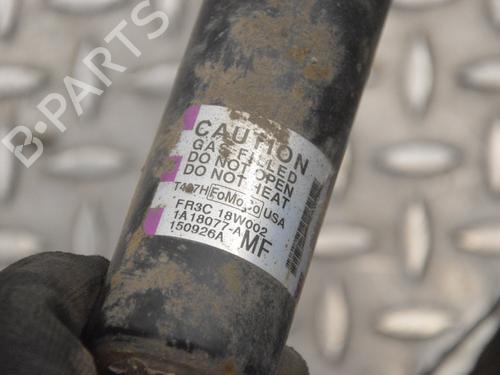 B-PARTS
CAUTION
GAS FILLED
DO NOT OPEN
DO NOT HEAT
FoMoCo USA
FR3C 18W002
1A18077-A MF
150926A